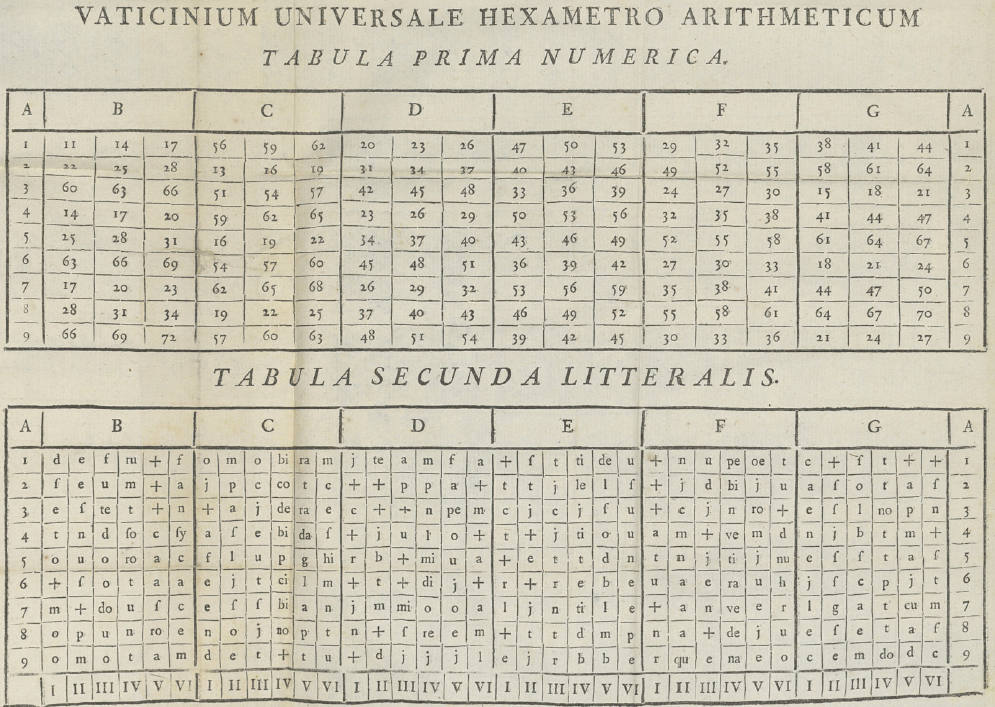 VATICINIUM UNIVERSALE HEXAMETRO ARITHMETICUM
TABULA PRIMA NUMERICA.
A B C D E F G A
1 11 14 17 56 59 62 20 23 26 47 50 53 29 32 35 38 41 44 1
2 22 25 28 13 16 19 31 34 37 40 43 46 49 52 55 58 61 64 2
3 60 63 66 51 54 57 42 45 48 33 36 39 24 27 30 15 18 21 3
4 14 17 20 59 62 65 23 26 29 50 53 56 32 35 38 41 44 47 4
5 25 28 31 16 19 22 34 37 40 43 46 49 52 55 58 61 64 67 5
6 63 66 69 54 57 60 45 48 51 36 39 42 27 30 33 18 21 24 6
7 17 20 23 62 65 68 26 29 32 53 56 59 35 38 41 44 47 50 7
8 28 31 34 19 22 25 37 40 43 46 49 52 55 58 61 64 67 70 8
9 66 69 72 57 60 63 48 51 54 39 42 45 30 33 36 21 24 27 9
TABULA SECUNDA LITTERALIS.
A B C D E F G A
1 d e f ru + f o m o bi ra m j te a m f a + ſ t ti de u + n u pe oe t c + ſ t + + 1
2 ſ e u m + a j p c co t c + + p p a + t t j le l ſ + j d bi j u a ſ o t a ſ 2
3 e ſ te t + n + a j de ra e c + + n pe m c j c j ſ u + c j n ro + e ſ l no p n 3
4 t n d ſo c ſy a ſ e bi da ſ + j u l o + t + j ti o u a m + ve m d n j b t m + 4
5 o u o ro a c f l u p g hi r b + mi u a + e t t d n t n j ti j nu e ſ ſ t a ſ 5
6 + ſ o t a a e j t ci l m + t + di j + r + r e b e u a e ra u h j ſ c p j t 6
7 m + do u ſ c e ſ ſ bi a n j m mi o o a l j n ti l e + a n ve e r l g a t cu m 7
8 o p u n ro e n o j no p t n + ſ re e m + t t d m p n a + de j u e ſ e t a ſ 8
9 o m o t a m d e t + t u + d j j j l e j r b b e r qu e na e o c e m do d c 9
I II III IV V VI I II III IV V VI I II III IV V VI I II III IV V VI I II III IV V VI I II III IV V VI